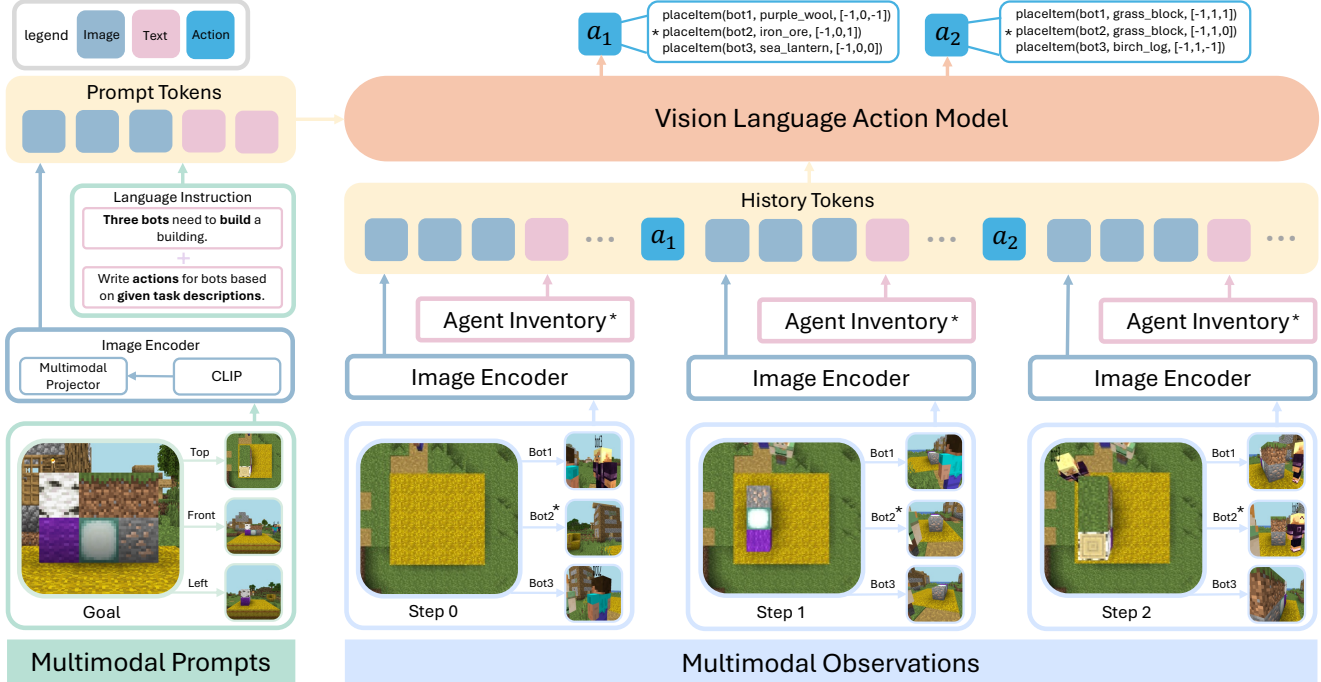 legend
Image
Text
Action
a1
placeItem(bot1, purple_wool, [-1,0,-1])
* placeItem(bot2, iron_ore, [-1,0,1])
placeItem(bot3, sea_lantern, [-1,0,0])
a2
placeItem(bot1, grass_block, [-1,1,1])
* placeItem(bot2, grass_block, [-1,1,0])
placeItem(bot3, birch_log, [-1,1,-1])
Prompt Tokens
Vision Language Action Model
Language Instruction
Three bots need to build a
building.
+
Write actions for bots based
on given task descriptions.
History Tokens
...
a1
...
a2
...
Agent Inventory*
Agent Inventory*
Agent Inventory*
Image Encoder
Multimodal
Projector
CLIP
Image Encoder
Image Encoder
Image Encoder
Top
Front
Left
Goal
Bot1
Bot2*
Bot3
Step 0
Bot1
Bot2*
Bot3
Step 1
Bot1
Bot2*
Bot3
Step 2
Multimodal Prompts
Multimodal Observations